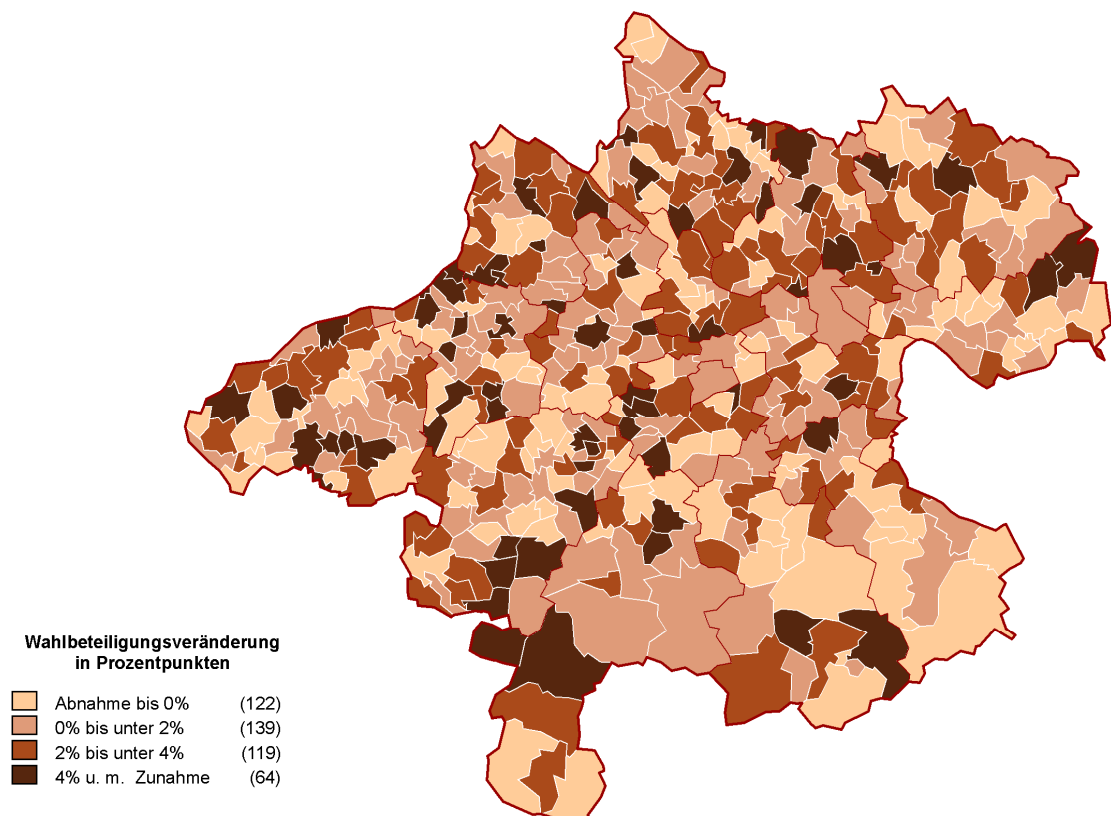 Wahlbeteiligungsveränderung
in Prozentpunkten
Abnahme bis 0% (122)
0% bis unter 2% (139)
2% bis unter 4% (119)
4% u. m. Zunahme (64)